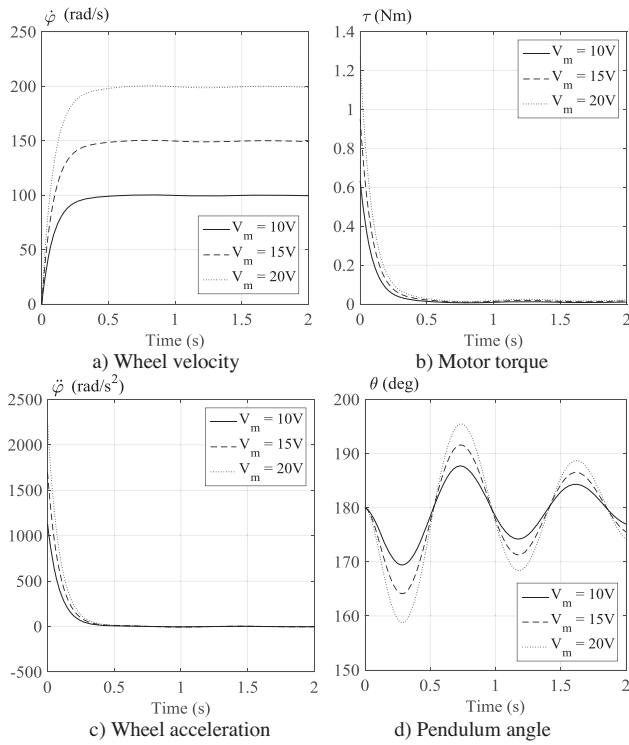 φ̇ (rad/s)
200
150
100
50
0
V_m = 10V
V_m = 15V
V_m = 20V
0 0.5 1 1.5 2
Time (s)
a) Wheel velocity
τ (Nm)
1.4
1.2
1
0.8
0.6
0.4
0.2
0
V_m = 10V
V_m = 15V
V_m = 20V
0 0.5 1 1.5 2
Time (s)
b) Motor torque
φ̈ (rad/s²)
2500
2000
1500
1000
500
0
-500
V_m = 10V
V_m = 15V
V_m = 20V
0 0.5 1 1.5 2
Time (s)
c) Wheel acceleration
θ (deg)
200
190
180
170
160
150
V_m = 10V
V_m = 15V
V_m = 20V
0 0.5 1 1.5 2
Time (s)
d) Pendulum angle